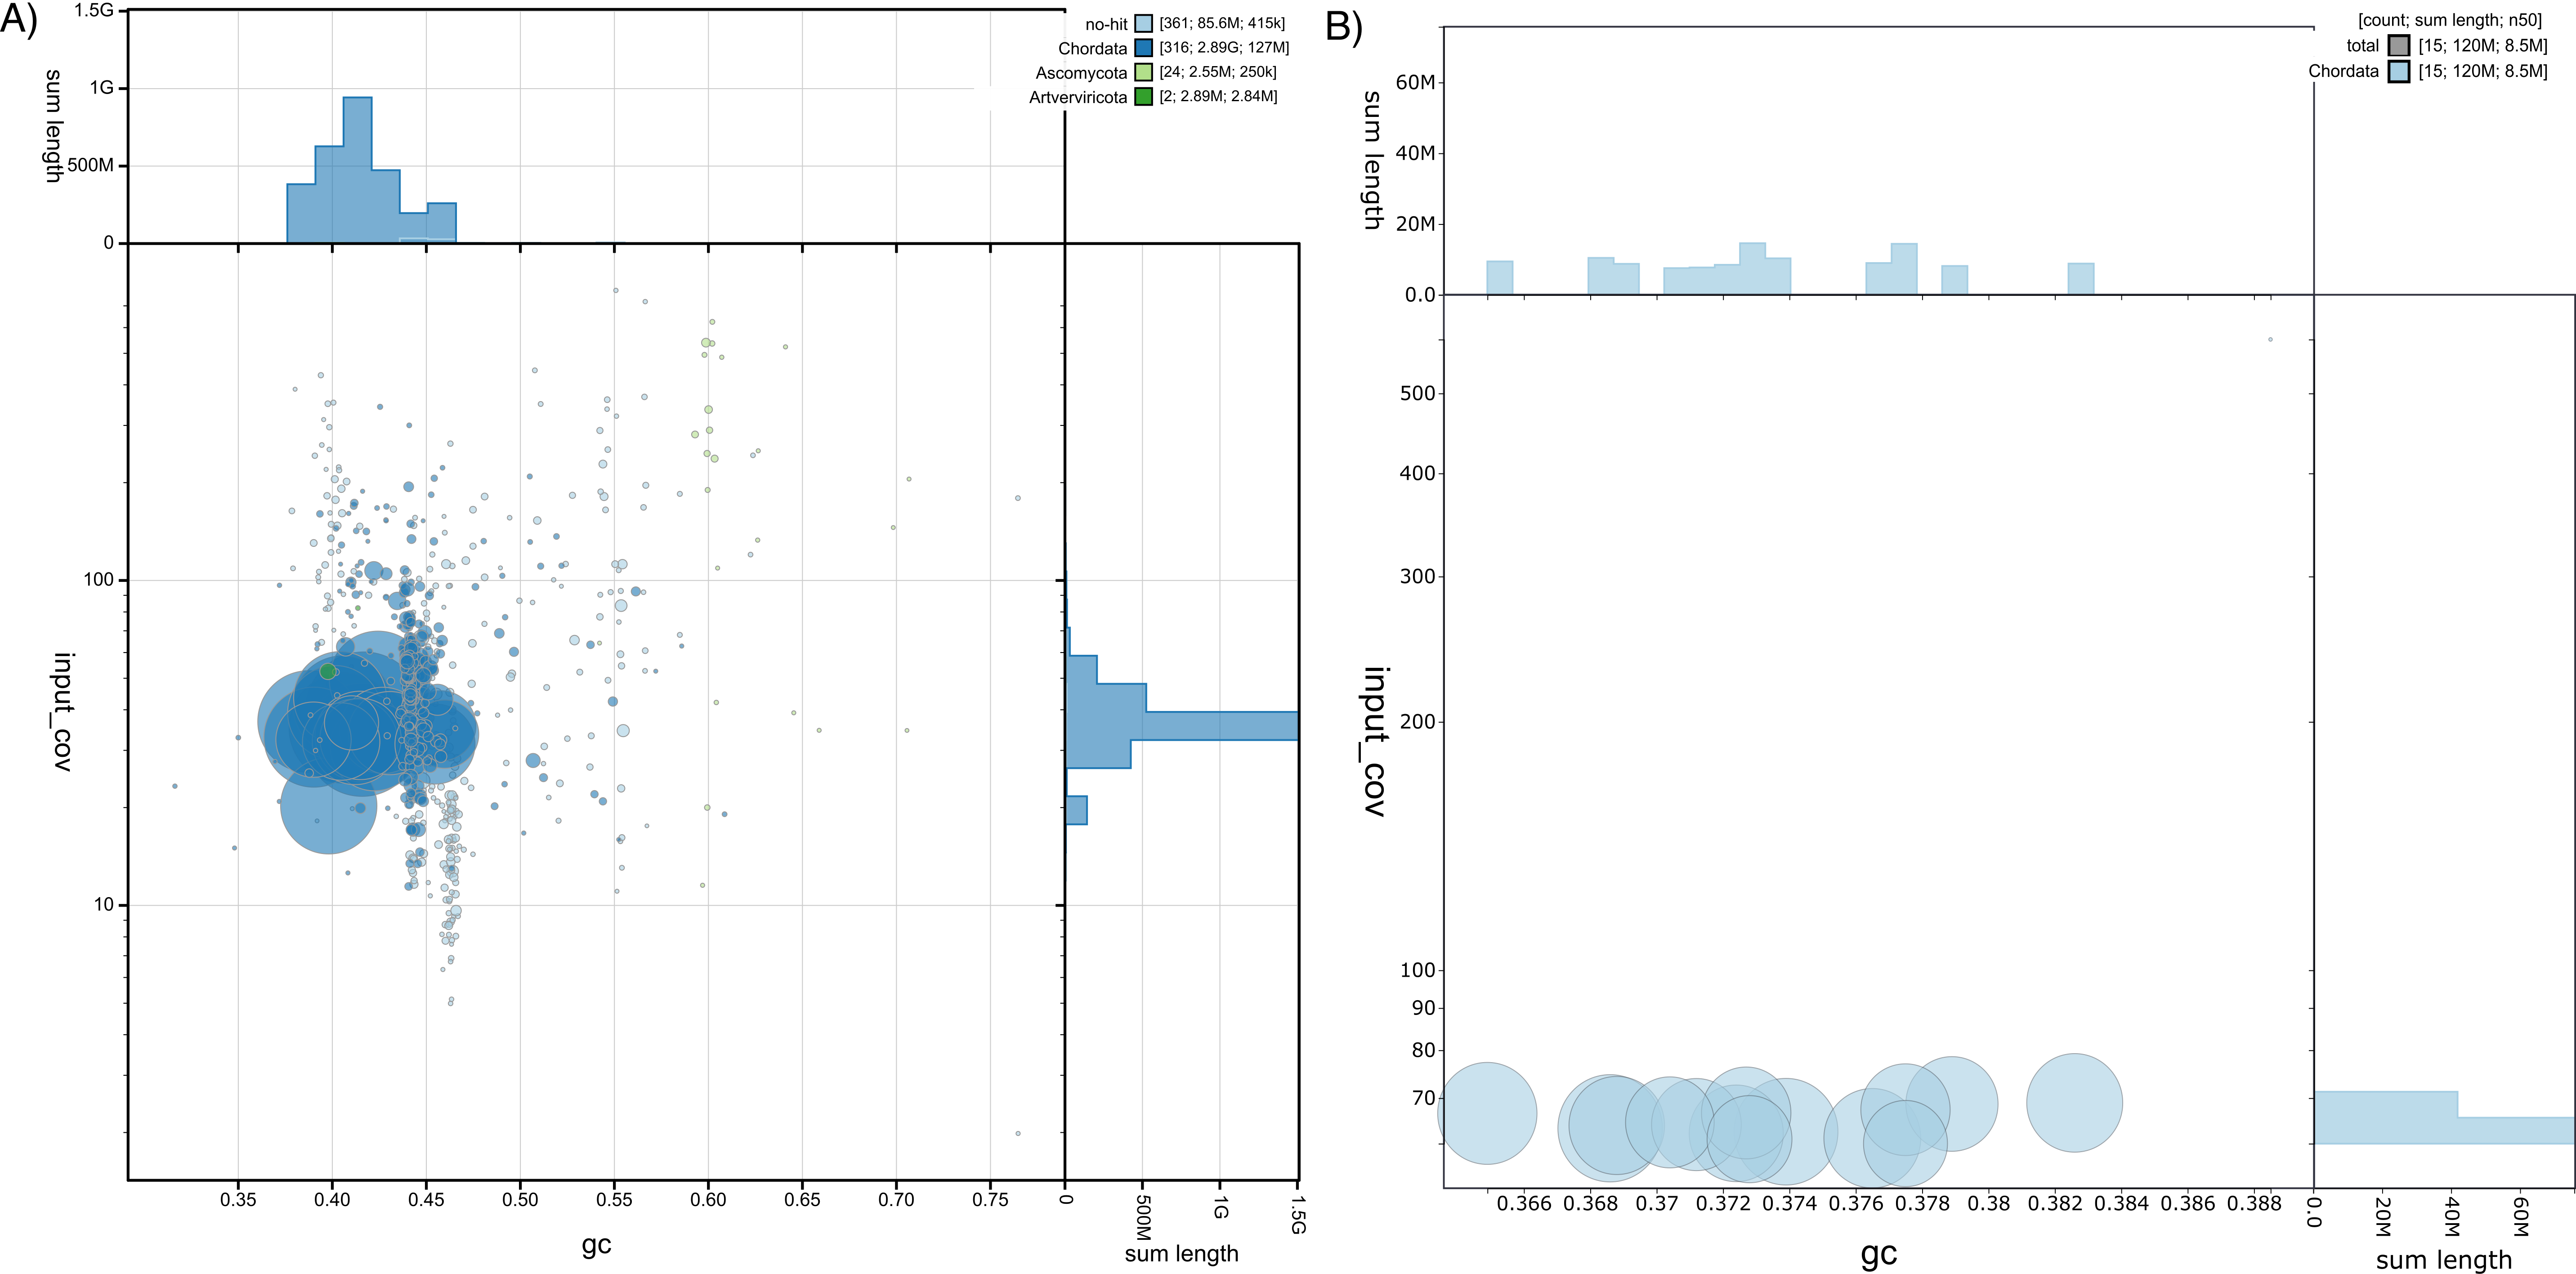 A)
1.5G
1G
500M
0
sum length
no-hit [361; 85.6M; 415k]
Chordata [316; 2.89G; 127M]
Ascomycota [24; 2.55M; 250k]
Artverviricota [2; 2.89M; 2.84M]
100
10
input_cov
0.35 0.40 0.45 0.50 0.55 0.60 0.65 0.70 0.75
gc
0 500M 1G 1.5G
sum length
B)
60M
40M
20M
0.0
sum length
[count; sum length; n50]
total [15; 120M; 8.5M]
Chordata [15; 120M; 8.5M]
500
400
300
200
100
90
80
70
input_cov
0.366 0.368 0.37 0.372 0.374 0.376 0.378 0.38 0.382 0.384 0.386 0.388
gc
0.0 20M 40M 60M
sum length